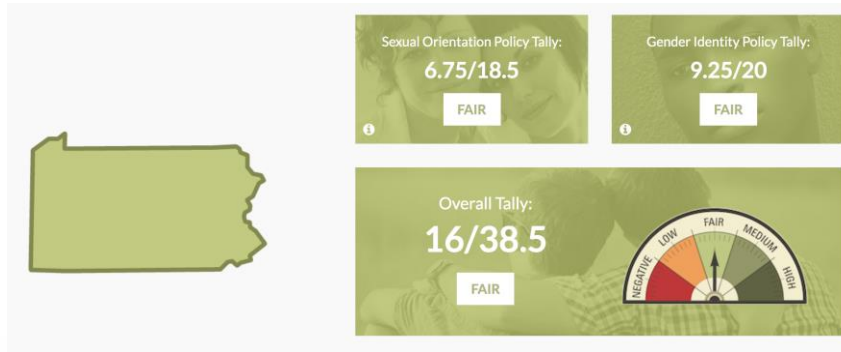 Sexual Orientation Policy Tally:
6.75/18.5
FAIR
Gender Identity Policy Tally:
9.25/20
FAIR
Overall Tally:
16/38.5
FAIR
NEGATIVE
LOW
FAIR
MEDIUM
HIGH